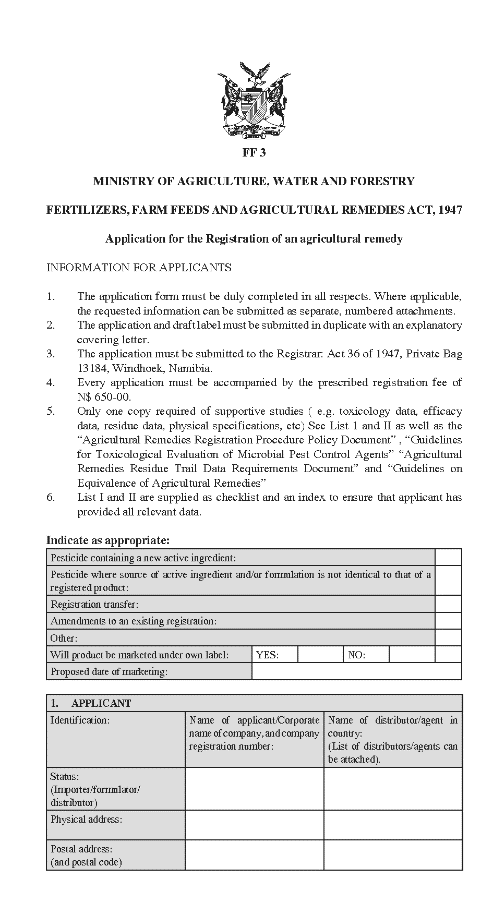 FF 3
MINISTRY OF AGRICULTURE, WATER AND FORESTRY
FERTILIZERS, FARM FEEDS AND AGRICULTURAL REMEDIES ACT, 1947
Application for the Registration of an agricultural remedy
INFORMATION FOR APPLICANTS
1. The application form must be duly completed in all respects. Where applicable,
the requested information can be submitted as separate, numbered attachments.
2. The application and draft label must be submitted in duplicate with an explanatory
covering letter.
3. The application must be submitted to the Registrar: Act 36 of 1947, Private Bag
13184, Windhoek, Namibia.
4. Every application must be accompanied by the prescribed registration fee of
N$ 650-00.
5. Only one copy required of supportive studies ( e.g. toxicology data, efficacy
data, residue data, physical specifications, etc) See List 1 and II as well as the
"Agricultural Remedies Registration Procedure Policy Document" , "Guidelines
for Toxicological Evaluation of Microbial Pest Control Agents" "Agricultural
Remedies Residue Trail Data Requirements Document" and "Guidelines on
Equivalence of Agricultural Remedies"
6. List I and II are supplied as checklist and an index to ensure that applicant has
provided all relevant data.
Indicate as appropriate:
Pesticide containing a new active ingredient:
Pesticide where source of active ingredient and/or formulation is not identical to that of a
registered product:
Registration transfer:
Amendments to an existing registration:
Other:
Will product be marketed under own label: YES: NO:
Proposed date of marketing:
1. APPLICANT
Identification: Name of applicant/Corporate Name of distributor/agent in
name of company, and company country:
registration number: (List of distributors/agents can
be attached).
Status:
(Importer/formulator/
distributor)
Physical address:
Postal address:
(and postal code)